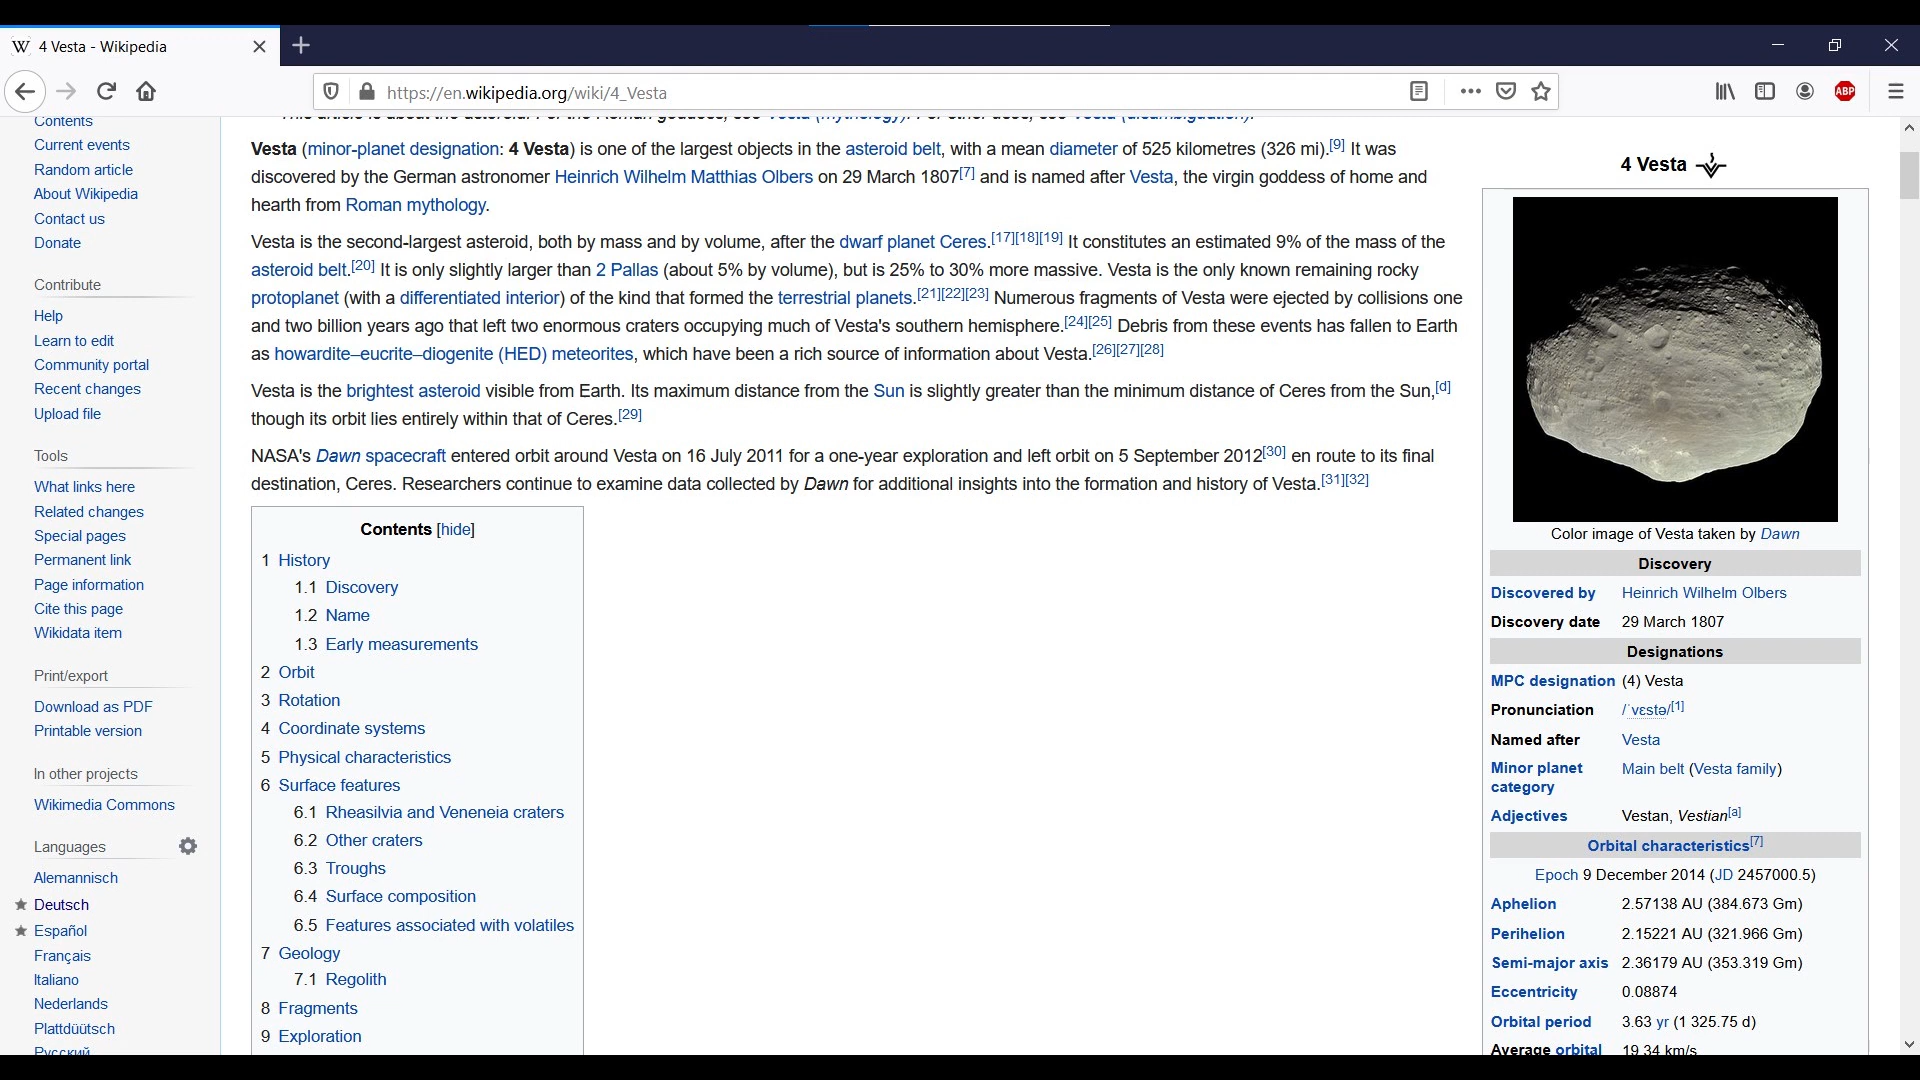 4 Vesta - Wikipedia
https://en.wikipedia.org/wiki/4_Vesta
ABP
Contents
Current events
Random article
About Wikipedia
Contact us
Donate
Contribute
Help
Learn to edit
Community portal
Recent changes
Upload file
Tools
What links here
Related changes
Special pages
Permanent link
Page information
Cite this page
Wikidata item
Print/export
Download as PDF
Printable version
In other projects
Wikimedia Commons
Languages
Alemannisch
Deutsch
Español
Français
Italiano
Nederlands
Plattdüütsch
Русский
This article is about the asteroid. For the Roman goddess, see Vesta (mythology). For other uses, see Vesta (disambiguation).
Vesta (minor-planet designation: 4 Vesta) is one of the largest objects in the asteroid belt, with a mean diameter of 525 kilometres (326 mi).[9] It was
discovered by the German astronomer Heinrich Wilhelm Matthias Olbers on 29 March 1807[7] and is named after Vesta, the virgin goddess of home and
hearth from Roman mythology.
Vesta is the second-largest asteroid, both by mass and by volume, after the dwarf planet Ceres.[17][18][19] It constitutes an estimated 9% of the mass of the
asteroid belt.[20] It is only slightly larger than 2 Pallas (about 5% by volume), but is 25% to 30% more massive. Vesta is the only known remaining rocky
protoplanet (with a differentiated interior) of the kind that formed the terrestrial planets.[21][22][23] Numerous fragments of Vesta were ejected by collisions one
and two billion years ago that left two enormous craters occupying much of Vesta's southern hemisphere.[24][25] Debris from these events has fallen to Earth
as howardite–eucrite–diogenite (HED) meteorites, which have been a rich source of information about Vesta.[26][27][28]
Vesta is the brightest asteroid visible from Earth. Its maximum distance from the Sun is slightly greater than the minimum distance of Ceres from the Sun,[d]
though its orbit lies entirely within that of Ceres.[29]
NASA's Dawn spacecraft entered orbit around Vesta on 16 July 2011 for a one-year exploration and left orbit on 5 September 2012[30] en route to its final
destination, Ceres. Researchers continue to examine data collected by Dawn for additional insights into the formation and history of Vesta.[31][32]
Contents [hide]
1 History
1.1 Discovery
1.2 Name
1.3 Early measurements
2 Orbit
3 Rotation
4 Coordinate systems
5 Physical characteristics
6 Surface features
6.1 Rheasilvia and Veneneia craters
6.2 Other craters
6.3 Troughs
6.4 Surface composition
6.5 Features associated with volatiles
7 Geology
7.1 Regolith
8 Fragments
9 Exploration
4 Vesta
Color image of Vesta taken by Dawn
Discovery
Discovered by Heinrich Wilhelm Olbers
Discovery date 29 March 1807
Designations
MPC designation (4) Vesta
Pronunciation /ˈvɛstə/[1]
Named after Vesta
Minor planet category Main belt (Vesta family)
Adjectives Vestan, Vestian[a]
Orbital characteristics[7]
Epoch 9 December 2014 (JD 2457000.5)
Aphelion 2.57138 AU (384.673 Gm)
Perihelion 2.15221 AU (321.966 Gm)
Semi-major axis 2.36179 AU (353.319 Gm)
Eccentricity 0.08874
Orbital period 3.63 yr (1 325.75 d)
Average orbital 19.34 km/s